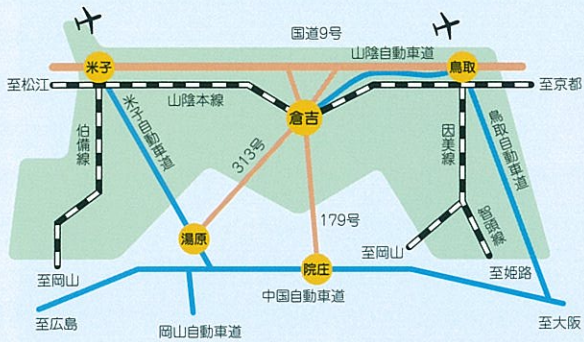 国道9号
山陰自動車道
米子
鳥取
至松江
至京都
山陰本線
倉吉
伯備線
米子自動車道
因美線
鳥取自動車道
313号
179号
智頭線
湯原
至岡山
至岡山
至姫路
院庄
中国自動車道
至広島
岡山自動車道
至大阪